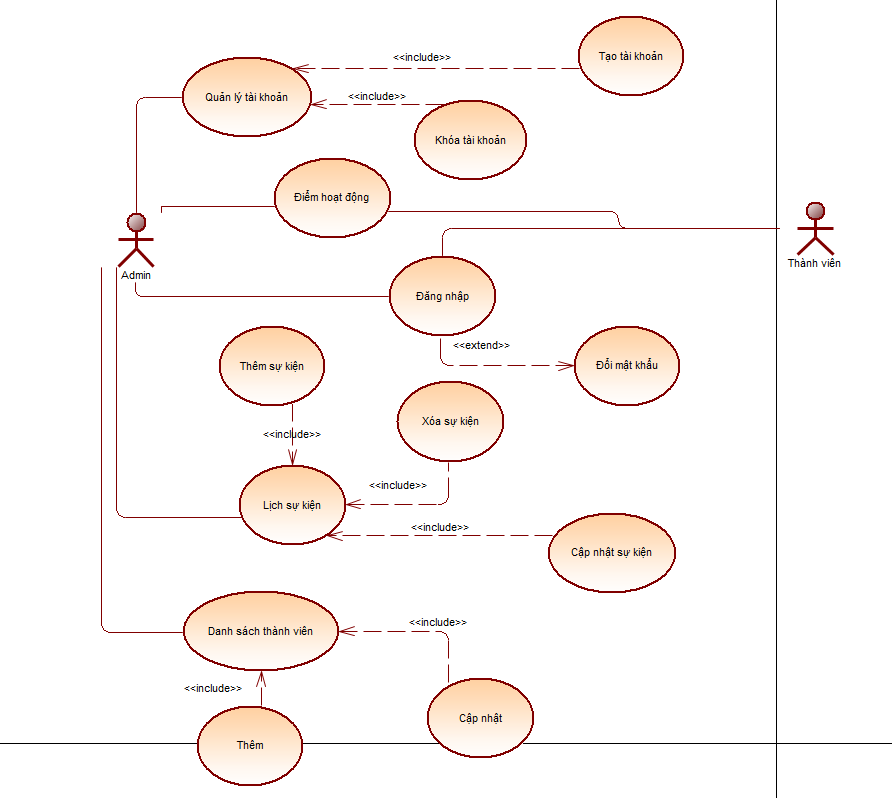 <<include>>
Tạo tài khoản
Quản lý tài khoản
<<include>>
Khóa tài khoản
Điểm hoạt động
Admin
Thành viên
Đăng nhập
<<extend>>
Thêm sự kiện
Đổi mật khẩu
Xóa sự kiện
<<include>>
<<include>>
Lịch sự kiện
<<include>>
Cập nhật sự kiện
<<include>>
Danh sách thành viên
<<include>>
Cập nhật
Thêm